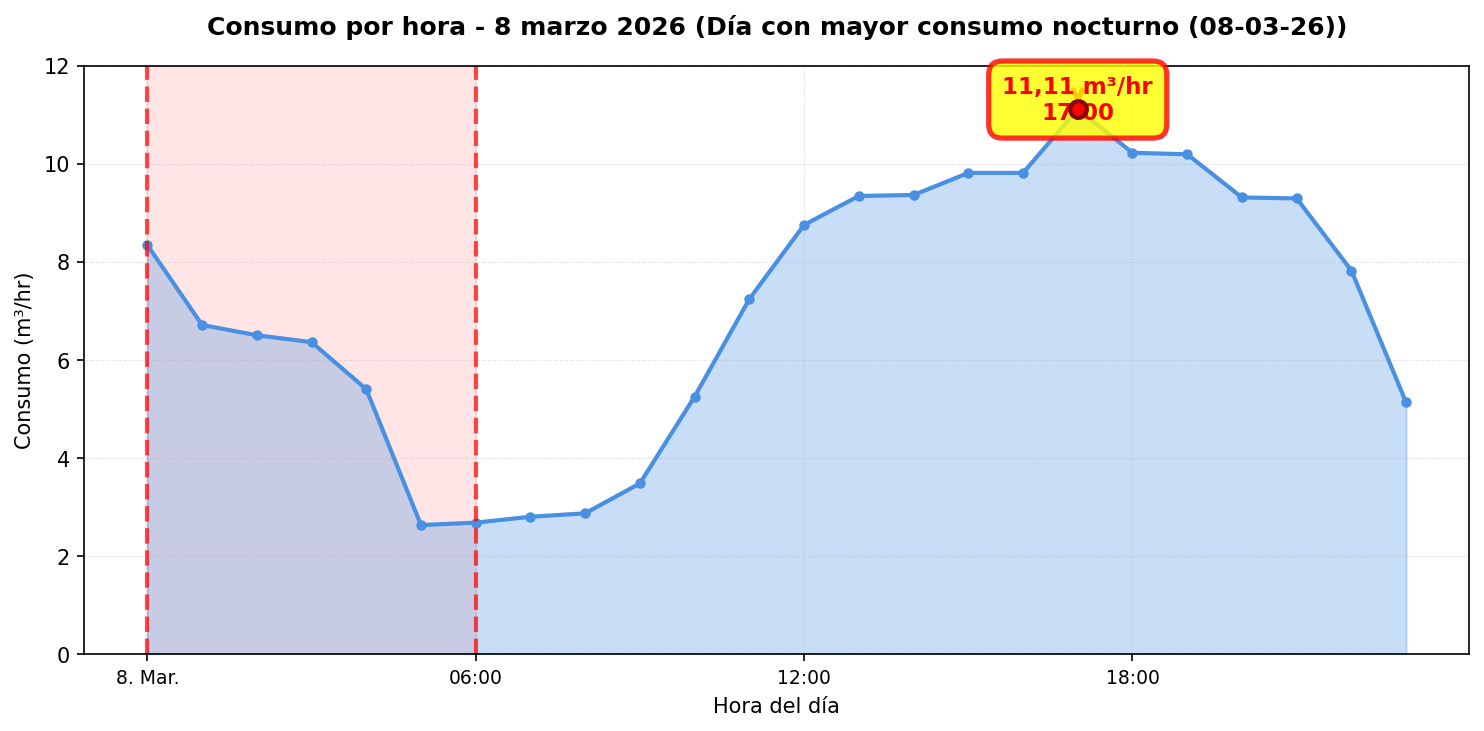 Consumo por hora - 8 marzo 2026 (Día con mayor consumo nocturno (08-03-26))
12
10
8
6
4
2
0
Consumo (m³/hr)
11,11 m³/hr
17:00
8. Mar.
06:00
12:00
18:00
Hora del día